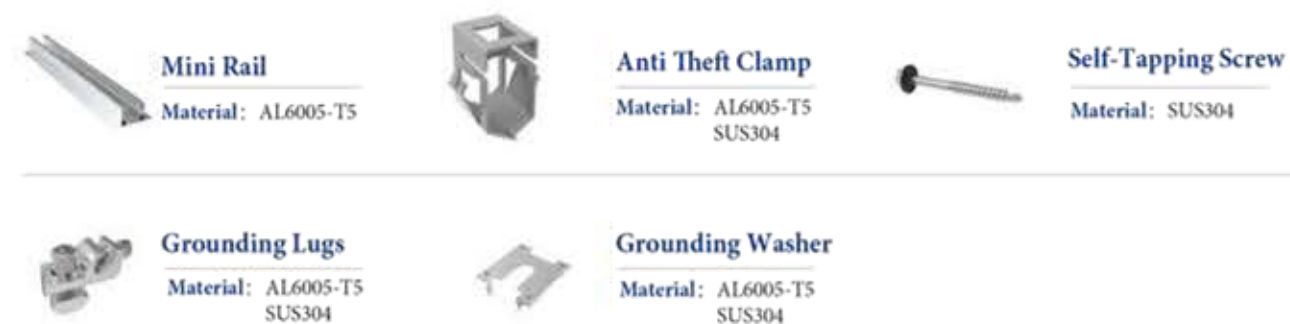 Mini Rail
Material: AL6005-T5
Anti Theft Clamp
Material: AL6005-T5
SUS304
Self-Tapping Screw
Material: SUS304
Grounding Lugs
Material: AL6005-T5
SUS304
Grounding Washer
Material: AL6005-T5
SUS304